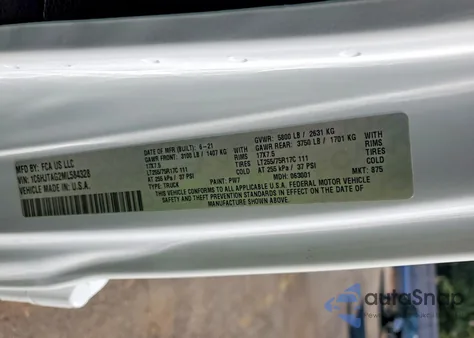 MFD BY: FCA US LLC
VIN: 1C6HJTAG2ML584328
VEHICLE MADE IN: U.S.A.
DATE OF MFR (BUILT) 6-21
GAWR FRONT: 3100 LB / 1407 KG
17X7.5
LT255/75R17C 111
AT 255 kPa / 37 PSI
TYPE: TRUCK
WITH
TIRES
RIMS
COLD
PAINT: PW7
GVWR: 5800 LB / 2631 KG
GAWR REAR: 3750 LB / 1701 KG
17X7.5
LT255/75R17C 111
AT 255 kPa / 37 PSI
MDH: 063001
WITH
TIRES
RIMS
COLD
MKT: 875
THIS VEHICLE CONFORMS TO ALL APPLICABLE U.S.A. FEDERAL MOTOR VEHICLE
SAFETY AND THEFT PREVENTION STANDARDS IN EFFECT ON THE DATE OF
MANUFACTURE SHOWN ABOVE.
autoSnap